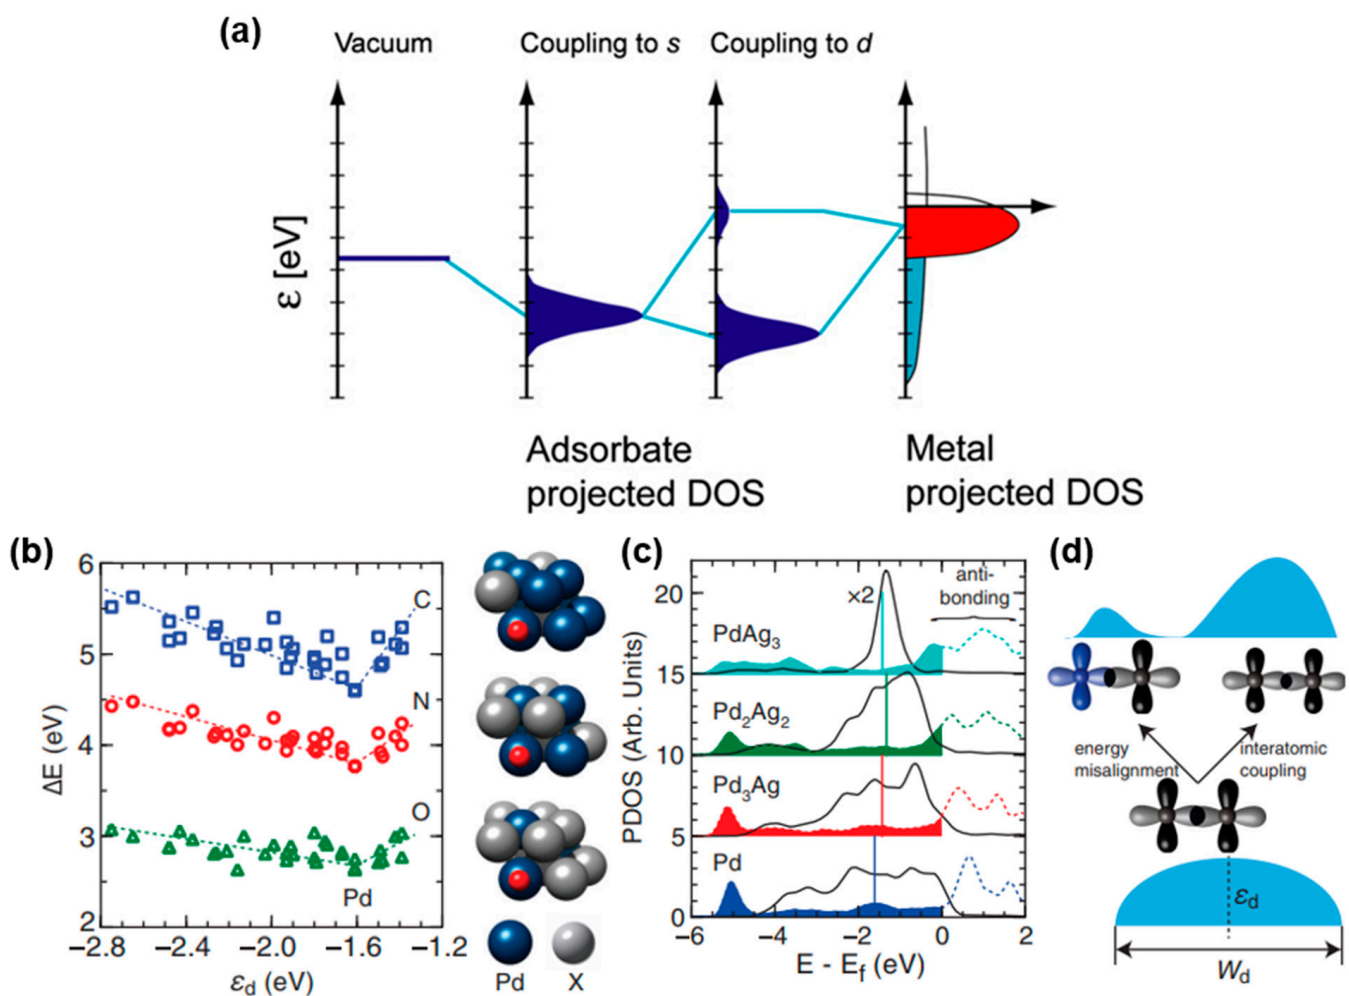 (a)
Vacuum
Coupling to s
Coupling to d
ε [eV]
Adsorbate
projected DOS
Metal
projected DOS
(b)
ΔE (eV)
6
5
4
3
2
C
N
O
Pd
−2.8
−2.4
−2.0
−1.6
−1.2
εd (eV)
Pd
X
(c)
PDOS (Arb. Units)
20
15
10
5
0
×2
anti-
bonding
PdAg3
Pd2Ag2
Pd3Ag
Pd
−6
−4
−2
0
2
E - Ef (eV)
(d)
energy
misalignment
interatomic
coupling
εd
Wd